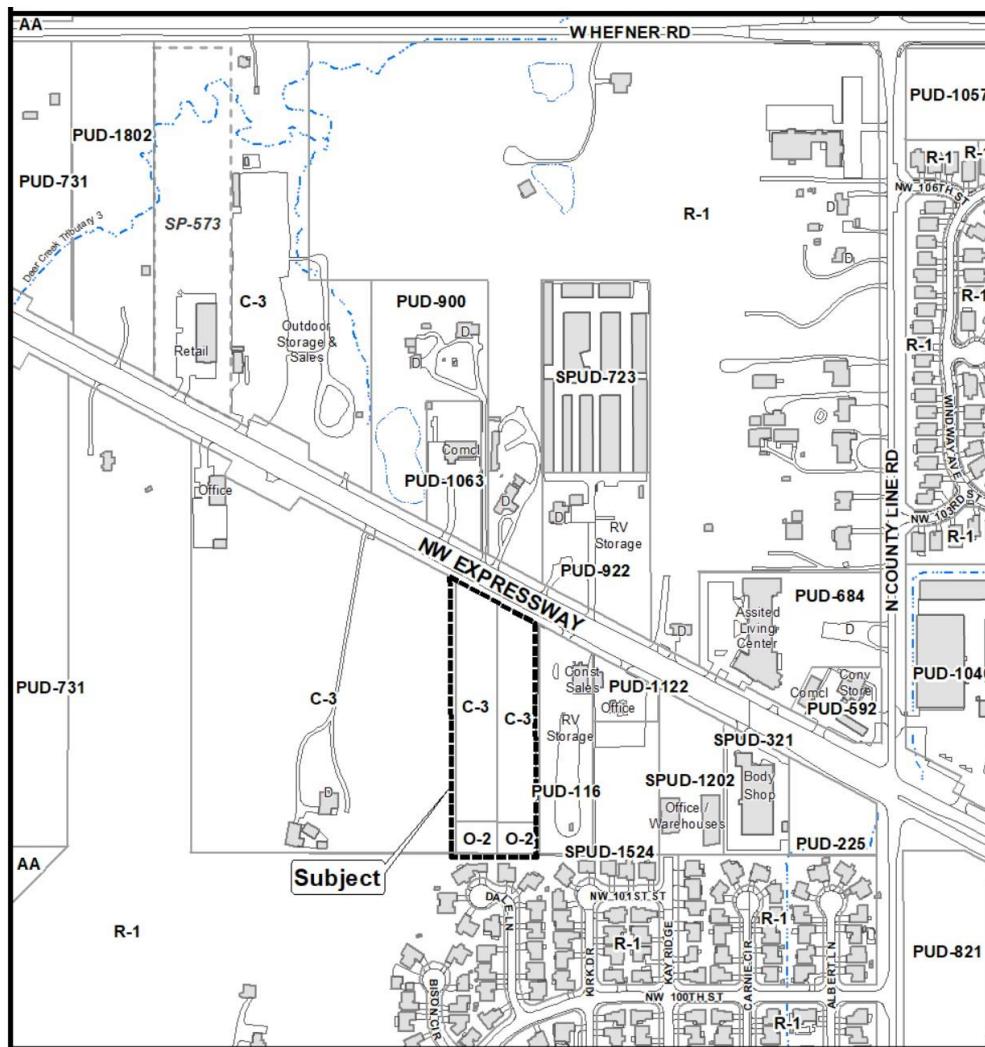 AA
W HEFNER RD
PUD-1057
PUD-1802
PUD-731
R-1
R-1
NW 106TH ST
SP-573
R-1
D
D
Deer Creek Tributary 3
C-3
PUD-900
R-1
Outdoor
Storage &
Sales
Retail
D
D
SPUD-723
R-1
WINDWAY AVE
Comcl
PUD-1063
Office
D
D
RV
Storage
N COUNTY LINE RD
NW 103RD ST
R-1
NW EXPRESSWAY
PUD-922
PUD-684
Assited
Living
Center
D
D
PUD-731
C-3
C-3
C-3
Const
Sales
PUD-1122
Office
RV
Storage
Conv
Store
Comcl
PUD-592
SPUD-321
D
PUD-116
SPUD-1202
Body
Shop
Office /
Warehouses
O-2
O-2
SPUD-1524
PUD-225
AA
Subject
R-1
DALE LN
NW 101ST ST
R-1
R-1
KIRK DR
KAY RIDGE
CARNIE CIR
ALBERT LN
PUD-821
BISON CIR
NW 100TH ST
R-1